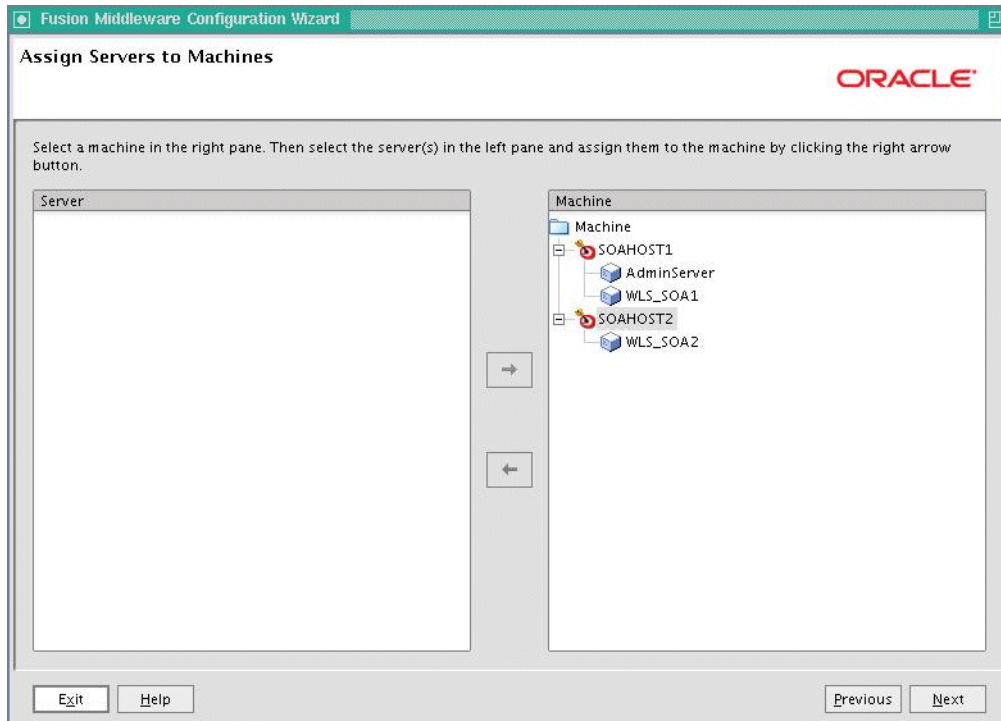 Fusion Middleware Configuration Wizard
Assign Servers to Machines
ORACLE
Select a machine in the right pane. Then select the server(s) in the left pane and assign them to the machine by clicking the right arrow
button.
Server
Machine
Machine
SOAHOST1
AdminServer
WLS_SOA1
SOAHOST2
WLS_SOA2
Exit
Help
Previous
Next